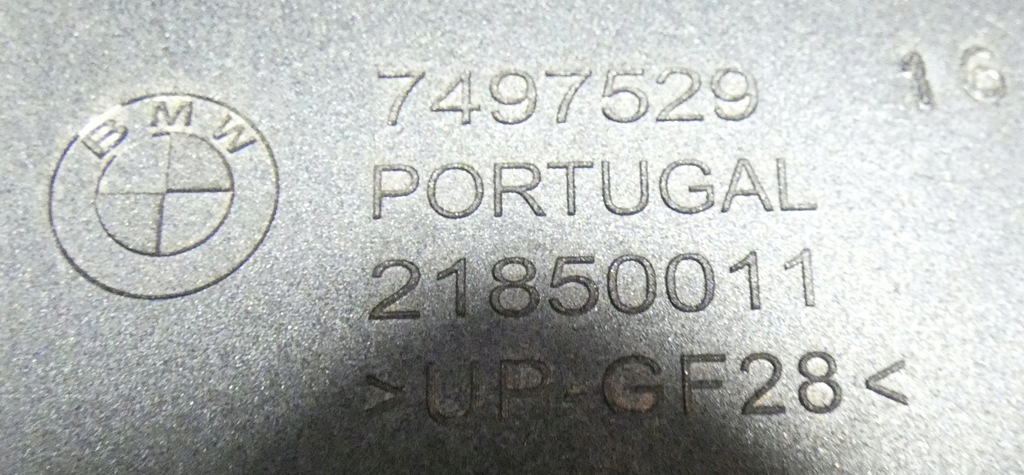 BMW
7497529
16
PORTUGAL
21850011
>UP-GF28<